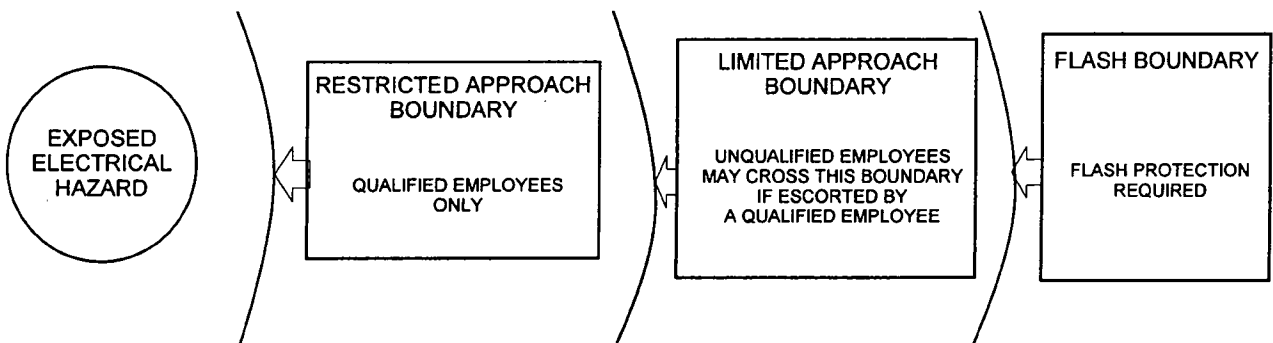 EXPOSED
ELECTRICAL
HAZARD
RESTRICTED APPROACH
BOUNDARY
QUALIFIED EMPLOYEES
ONLY
LIMITED APPROACH
BOUNDARY
UNQUALIFIED EMPLOYEES
MAY CROSS THIS BOUNDARY
IF ESCORTED BY
A QUALIFIED EMPLOYEE
FLASH BOUNDARY
FLASH PROTECTION
REQUIRED